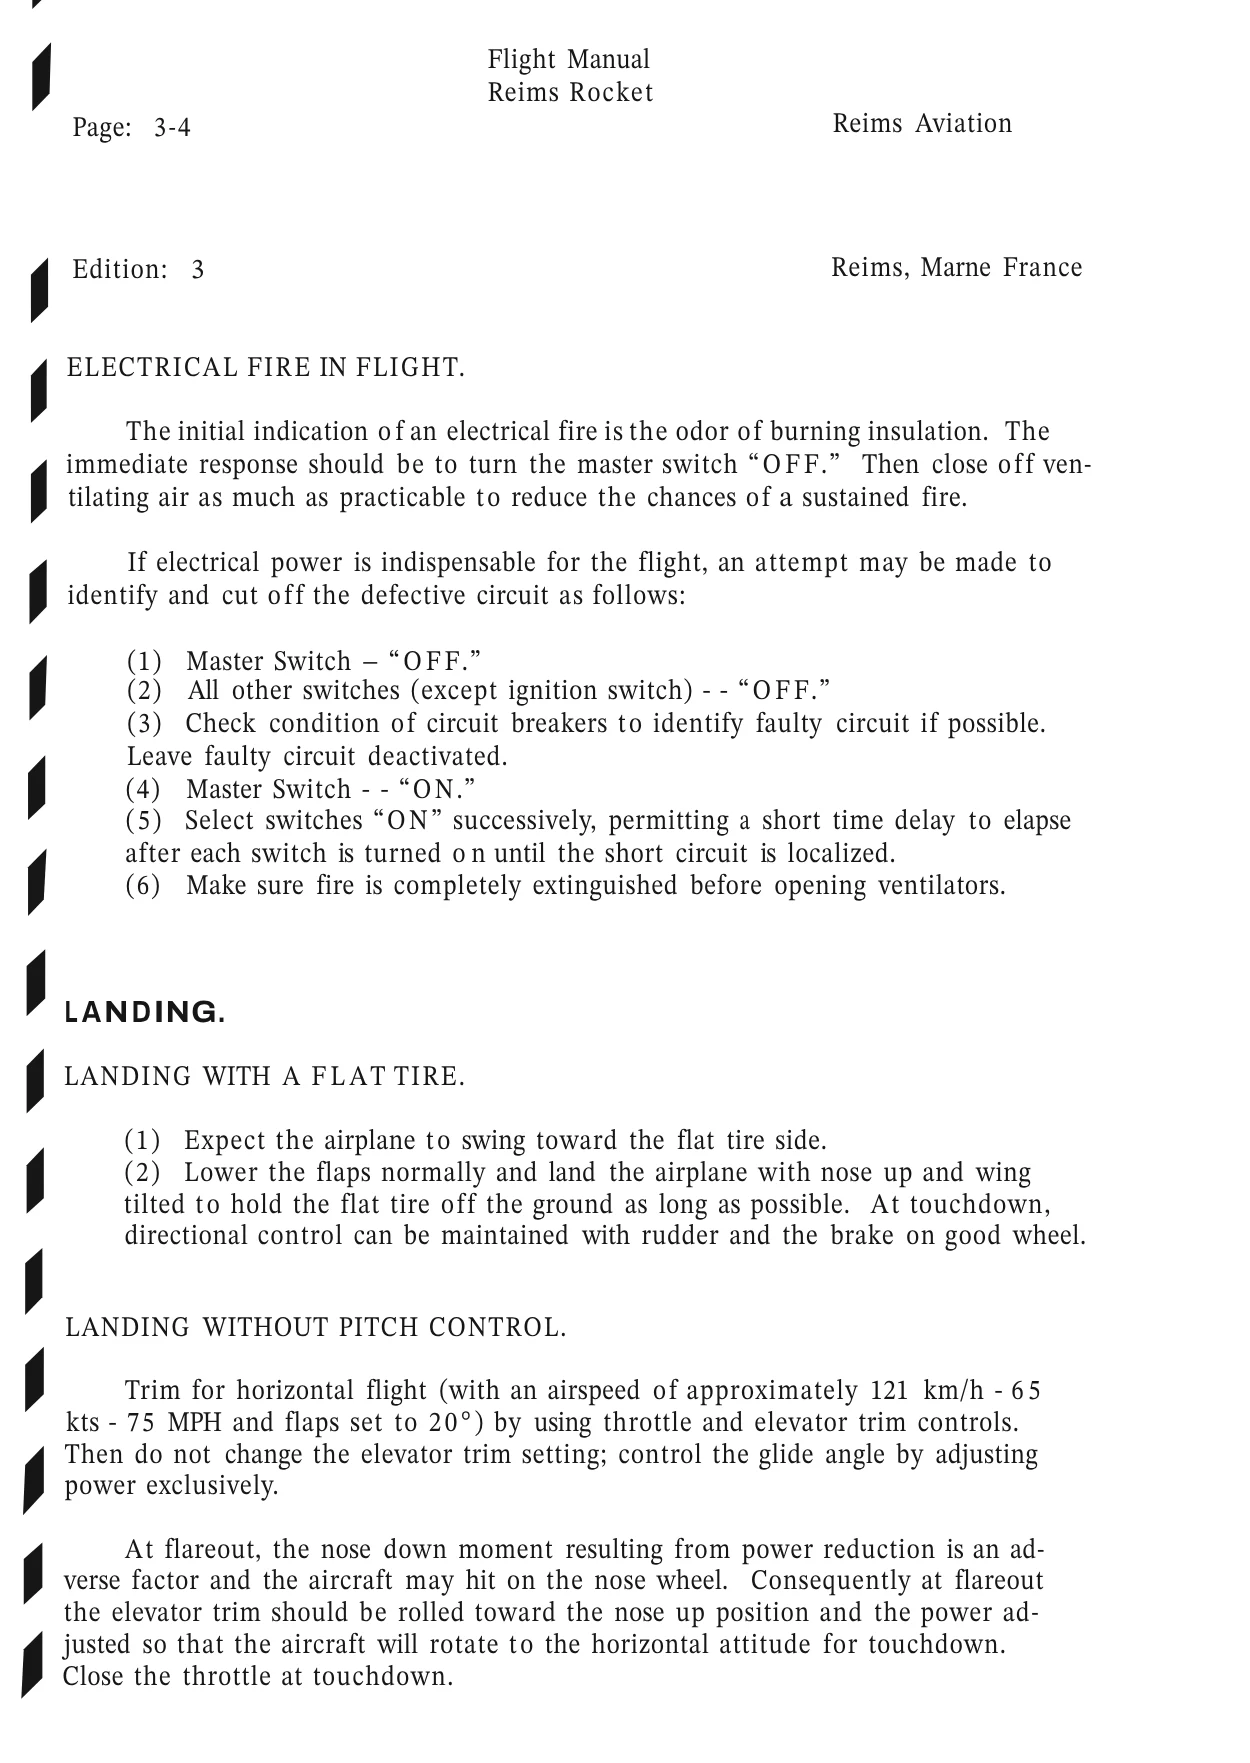 Flight Manual
Reims Rocket
Page: 3-4
Reims Aviation
Edition: 3
Reims, Marne France
ELECTRICAL FIRE IN FLIGHT.
The initial indication of an electrical fire is the odor of burning insulation. The
immediate response should be to turn the master switch “OFF.” Then close off ven-
tilating air as much as practicable to reduce the chances of a sustained fire.
If electrical power is indispensable for the flight, an attempt may be made to
identify and cut off the defective circuit as follows:
(1) Master Switch – “OFF.”
(2) All other switches (except ignition switch) - - “OFF.”
(3) Check condition of circuit breakers to identify faulty circuit if possible.
Leave faulty circuit deactivated.
(4) Master Switch - - “ON.”
(5) Select switches “ON” successively, permitting a short time delay to elapse
after each switch is turned on until the short circuit is localized.
(6) Make sure fire is completely extinguished before opening ventilators.
LANDING.
LANDING WITH A FLAT TIRE.
(1) Expect the airplane to swing toward the flat tire side.
(2) Lower the flaps normally and land the airplane with nose up and wing
tilted to hold the flat tire off the ground as long as possible. At touchdown,
directional control can be maintained with rudder and the brake on good wheel.
LANDING WITHOUT PITCH CONTROL.
Trim for horizontal flight (with an airspeed of approximately 121 km/h - 65
kts - 75 MPH and flaps set to 20°) by using throttle and elevator trim controls.
Then do not change the elevator trim setting; control the glide angle by adjusting
power exclusively.
At flareout, the nose down moment resulting from power reduction is an ad-
verse factor and the aircraft may hit on the nose wheel. Consequently at flareout
the elevator trim should be rolled toward the nose up position and the power ad-
justed so that the aircraft will rotate to the horizontal attitude for touchdown.
Close the throttle at touchdown.